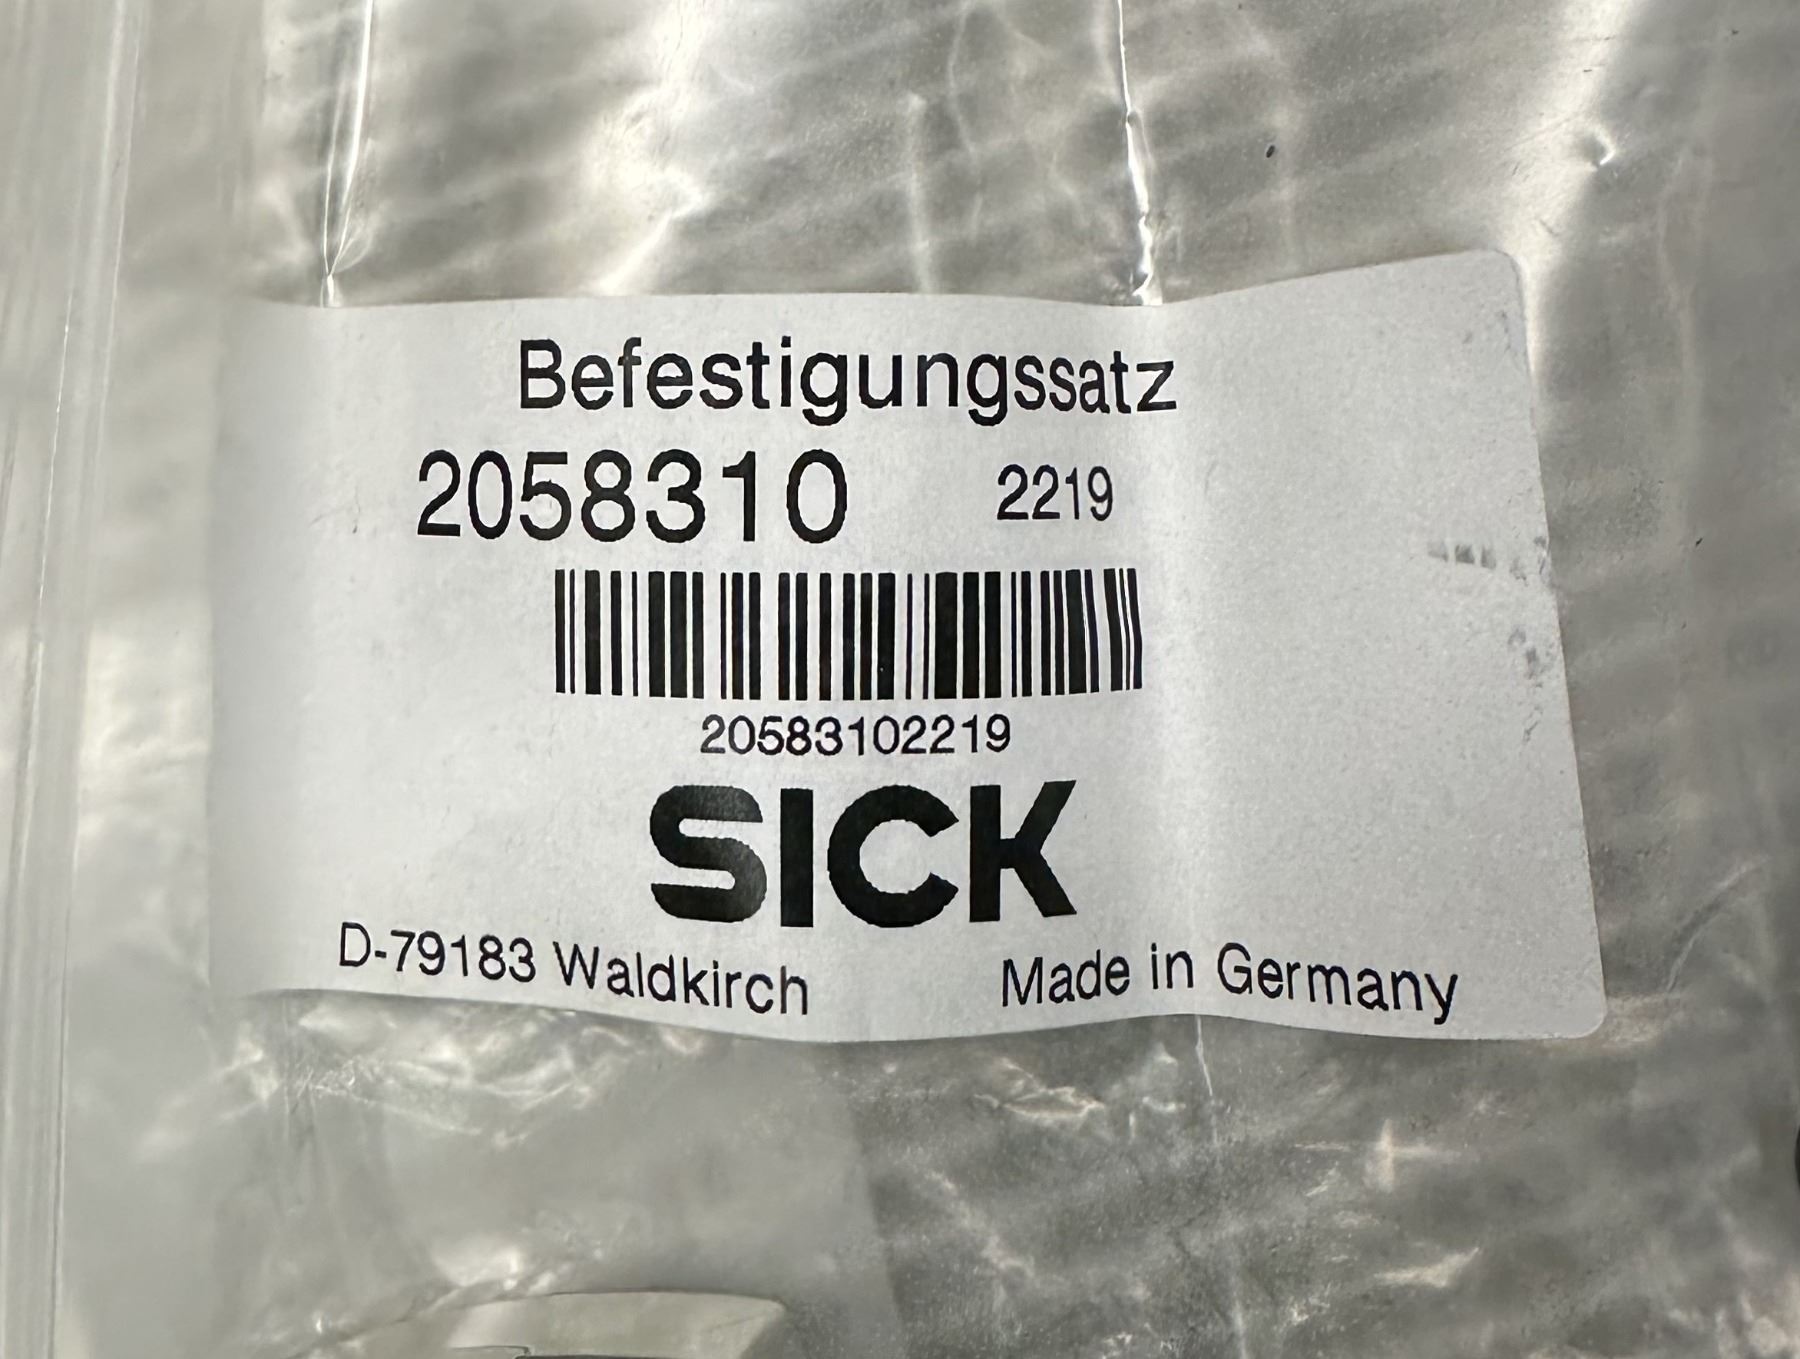 Befestigungssatz
2058310 2219
20583102219
SICK
D-79183 Waldkirch Made in Germany